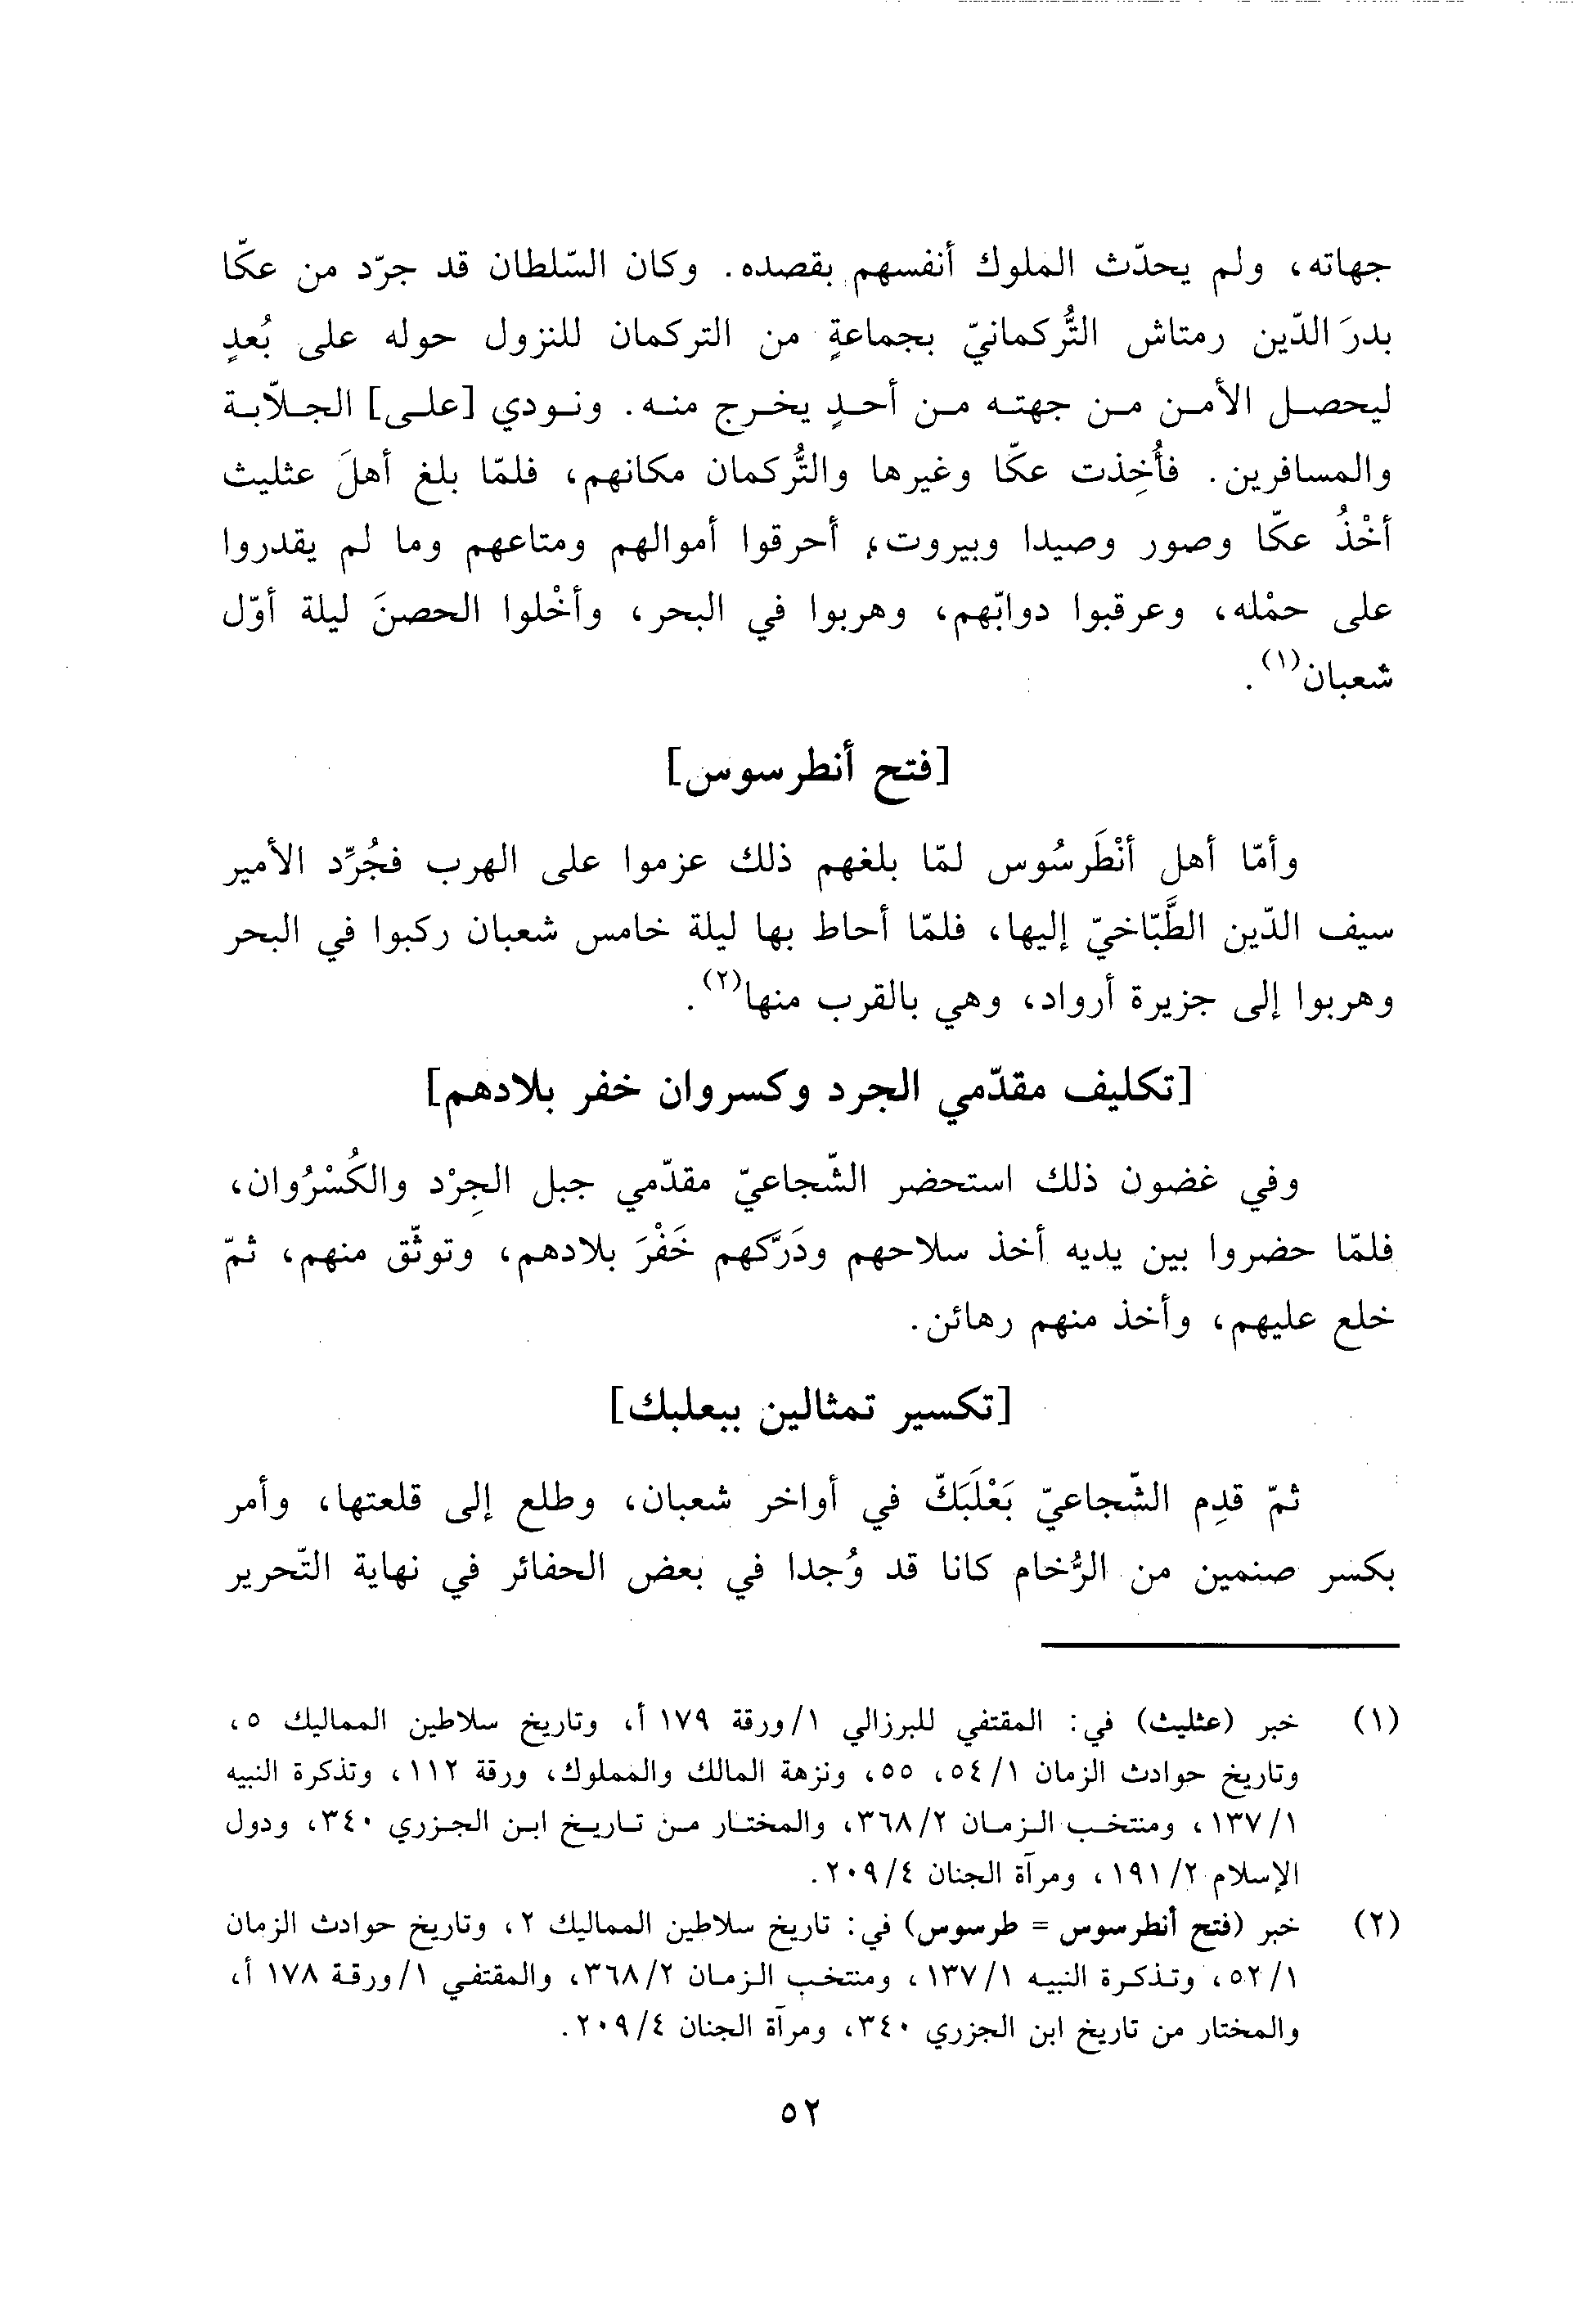 جهاته، ولم يحدّث الملوك أنفسهم بقصده. وكان السّلطان قد جرّد من عكّا
بدرَ الدّين رمتاش التُّركمانيّ بجماعةٍ من التركمان للنزول حوله على بُعدٍ
ليحصل الأمن من جهته من أحدٍ يخرج منه. ونودي [على] الجلاّبة
والمسافرين. فأُخِذت عكّا وغيرها والتُّركمان مكانهم، فلمّا بلغ أهلَ عثليث
أخْذُ عكّا وصور وصيدا وبيروت، أحرقوا أموالهم ومتاعهم وما لم يقدروا
على حمْله، وعرقبوا دوابّهم، وهربوا في البحر، وأخْلوا الحصنَ ليلة أوّل
شعبان(١).
[فتح أنطرسوس]
وأمّا أهل أنْطَرسُوس لمّا بلغهم ذلك عزموا على الهرب فجُرِّد الأمير
سيف الدّين الطَّبّاخيّ إليها، فلمّا أحاط بها ليلة خامس شعبان ركبوا في البحر
وهربوا إلى جزيرة أرواد، وهي بالقرب منها(٢).
[تكليف مقدّمي الجرد وكسروان خفر بلادهم]
وفي غضون ذلك استحضر الشّجاعيّ مقدّمي جبل الجِرْد والكُسْرُوان،
فلمّا حضروا بين يديه أخذ سلاحهم ودَرَّكهم خَفْرَ بلادهم، وتوثّق منهم، ثمّ
خلع عليهم، وأخذ منهم رهائن.
[تكسير تمثالين ببعلبك]
ثمّ قدِم الشّجاعيّ بَعْلَبَكّ في أواخر شعبان، وطلع إلى قلعتها، وأمر
بكسر صنمين من الرُّخام كانا قد وُجدا في بعض الحفائر في نهاية التّحرير
(١) خبر (عثليث) في: المقتفي للبرزالي ١/ورقة ١٧٩ أ، وتاريخ سلاطين المماليك ٥،
وتاريخ حوادث الزمان ١/٥٤، ٥٥، ونزهة المالك والمملوك، ورقة ١١٢، وتذكرة النبيه
١/١٣٧، ومنتخب الزمان ٢/٣٦٨، والمختار من تاريخ ابن الجزري ٣٤٠، ودول
الإسلام ٢/١٩١، ومرآة الجنان ٤/٢٠٩.
(٢) خبر (فتح أنطرسوس = طرسوس) في: تاريخ سلاطين المماليك ٢، وتاريخ حوادث الزمان
١/٥٢، وتذكرة النبيه ١/١٣٧، ومنتخب الزمان ٢/٣٦٨، والمقتفي ١/ورقة ١٧٨ أ،
والمختار من تاريخ ابن الجزري ٣٤٠، ومرآة الجنان ٤/٢٠٩.
٥٢